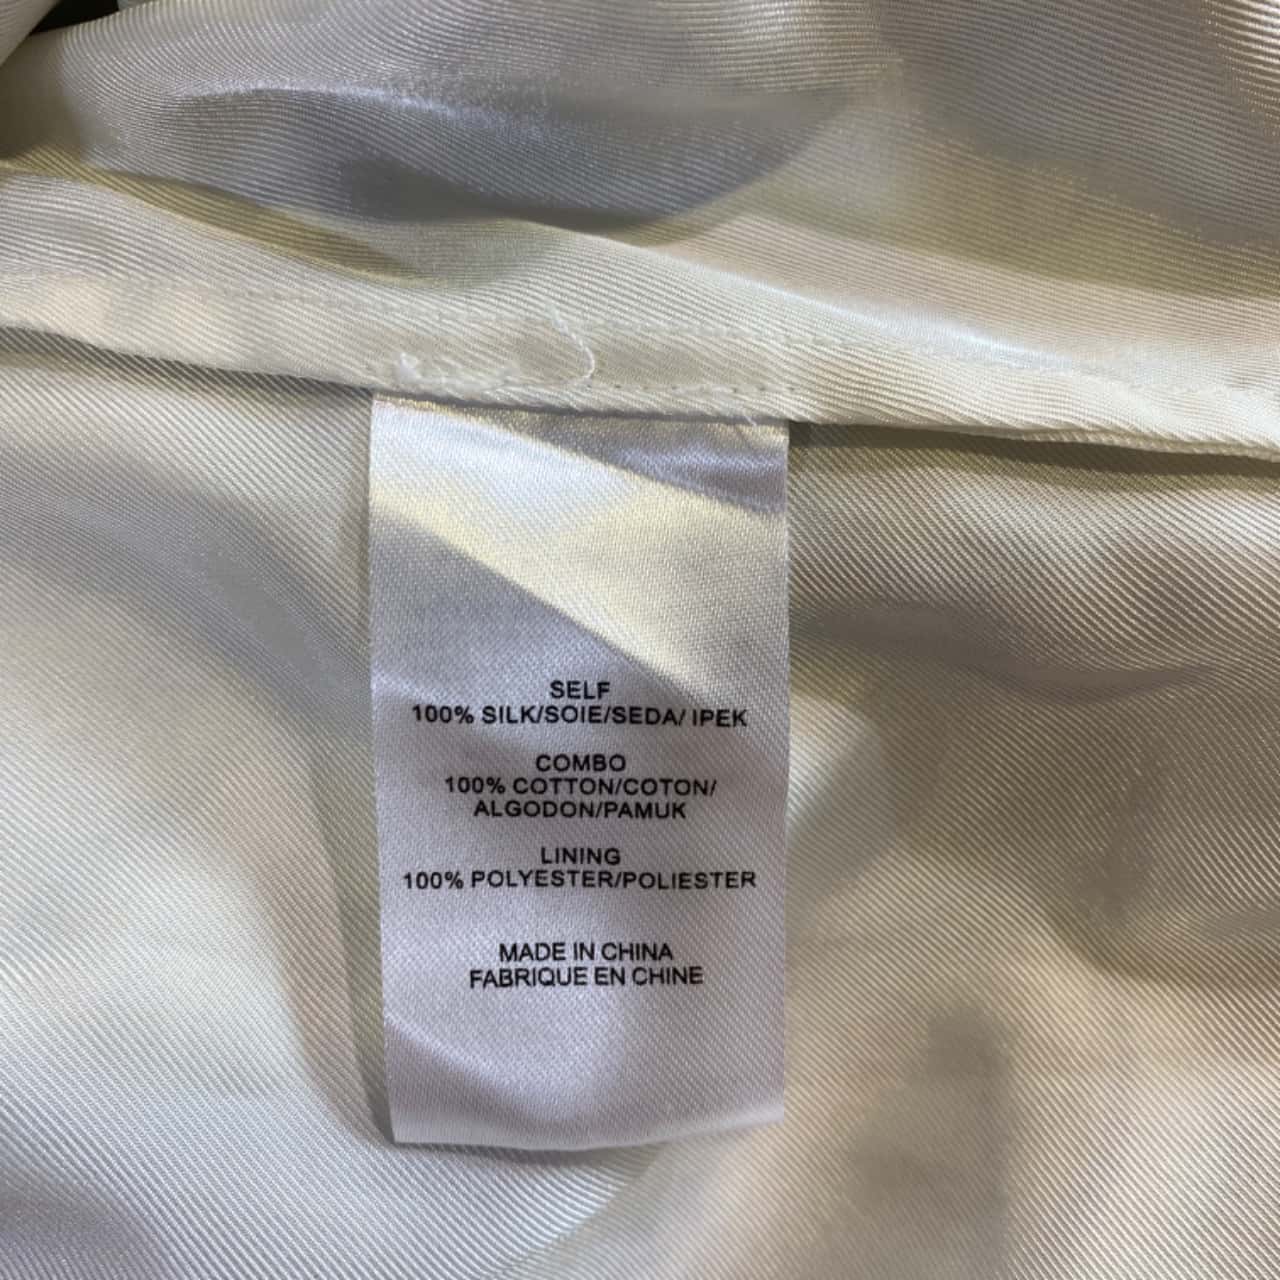 SELF
100% SILK/SOIE/SEDA/ IPEK
COMBO
100% COTTON/COTON/
ALGODON/PAMUK
LINING
100% POLYESTER/POLIESTER
MADE IN CHINA
FABRIQUE EN CHINE